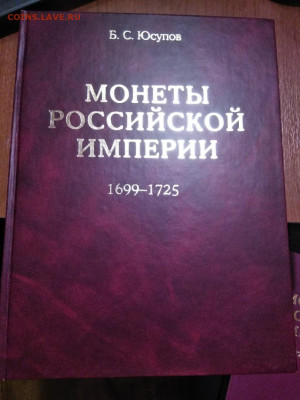 COINS.LAVE.RU
Б. С. Юсупов
МОНЕТЫ
РОССИЙСКОЙ
ИМПЕРИИ
1699–1725